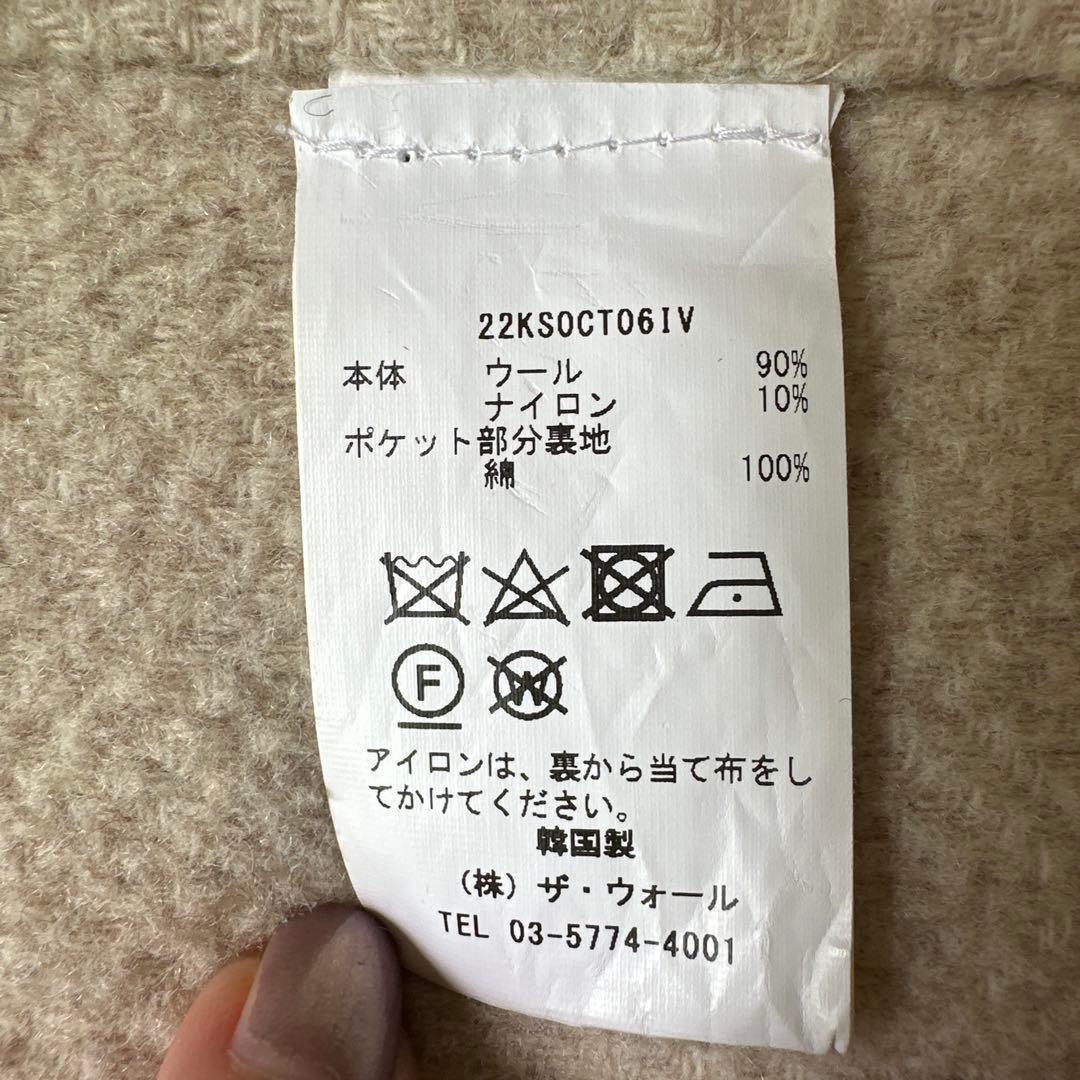 22KSOCT06IV
本体 ウール 90%
ナイロン 10%
ポケット部分裏地
綿 100%
F
W
アイロンは、裏から当て布をし
てかけてください。
韓国製
(株) ザ・ウォール
TEL 03-5774-4001